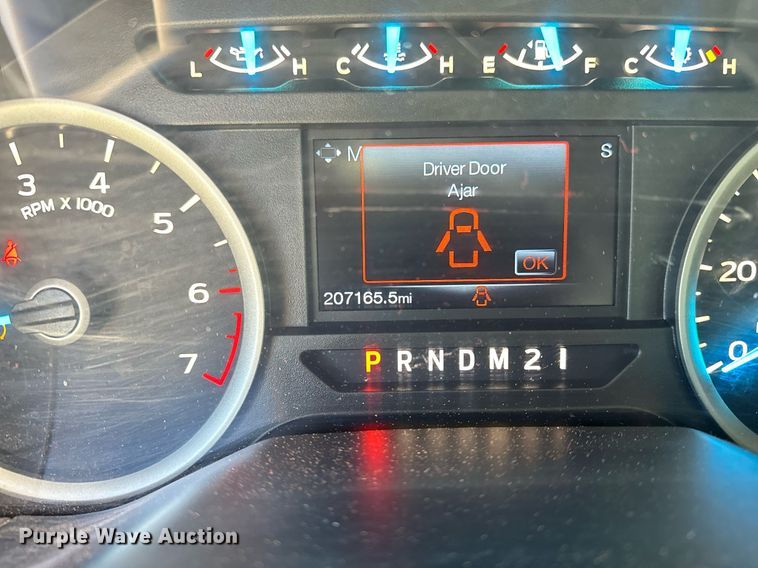 L H C H E F C H
M
S
Driver Door
Ajar
OK
207165.5mi
3 4 5 6 7
RPM X 1000
20
0
P R N D M 2 1
Purple Wave Auction